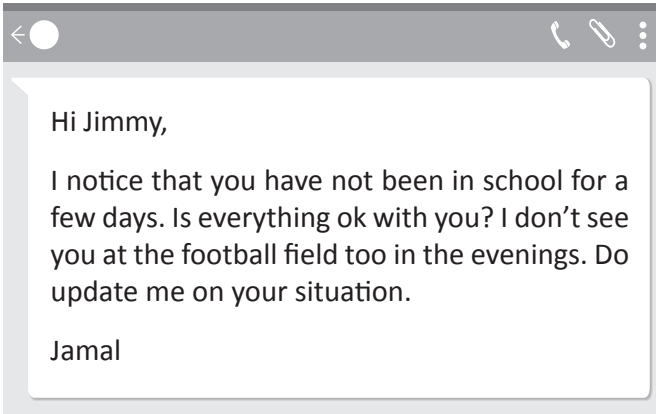 Hi Jimmy,
I notice that you have not been in school for a
few days. Is everything ok with you? I don’t see
you at the football field too in the evenings. Do
update me on your situation.
Jamal